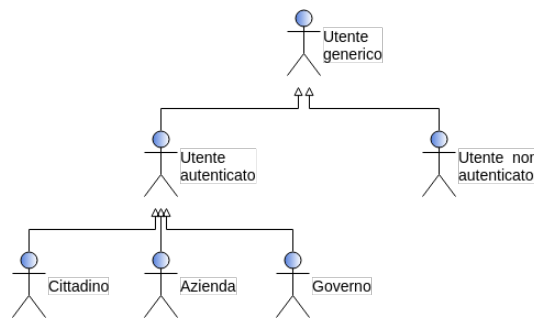 Utente
generico
Utente
autenticato
Utente non
autenticato
Cittadino
Azienda
Governo